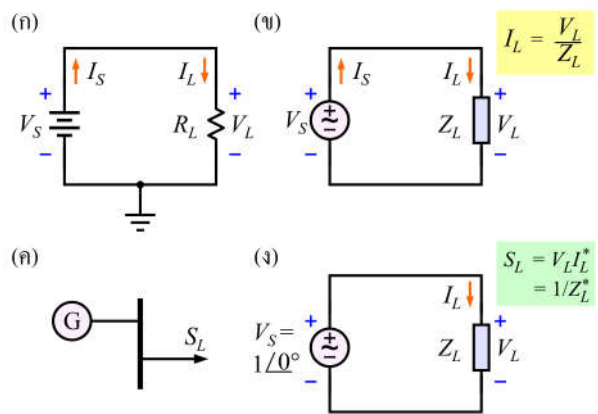 (ก)
I_S
I_L
+
+
V_S
R_L
V_L
−
−
(ข)
I_S
I_L
+
+
V_S
+
−
Z_L
V_L
−
−
I_L = V_L / Z_L
(ค)
G
S_L
(ง)
I_L
+
+
V_S =
1∠0°
+
−
Z_L
V_L
−
−
S_L = V_L I_L^*
= 1/Z_L^*